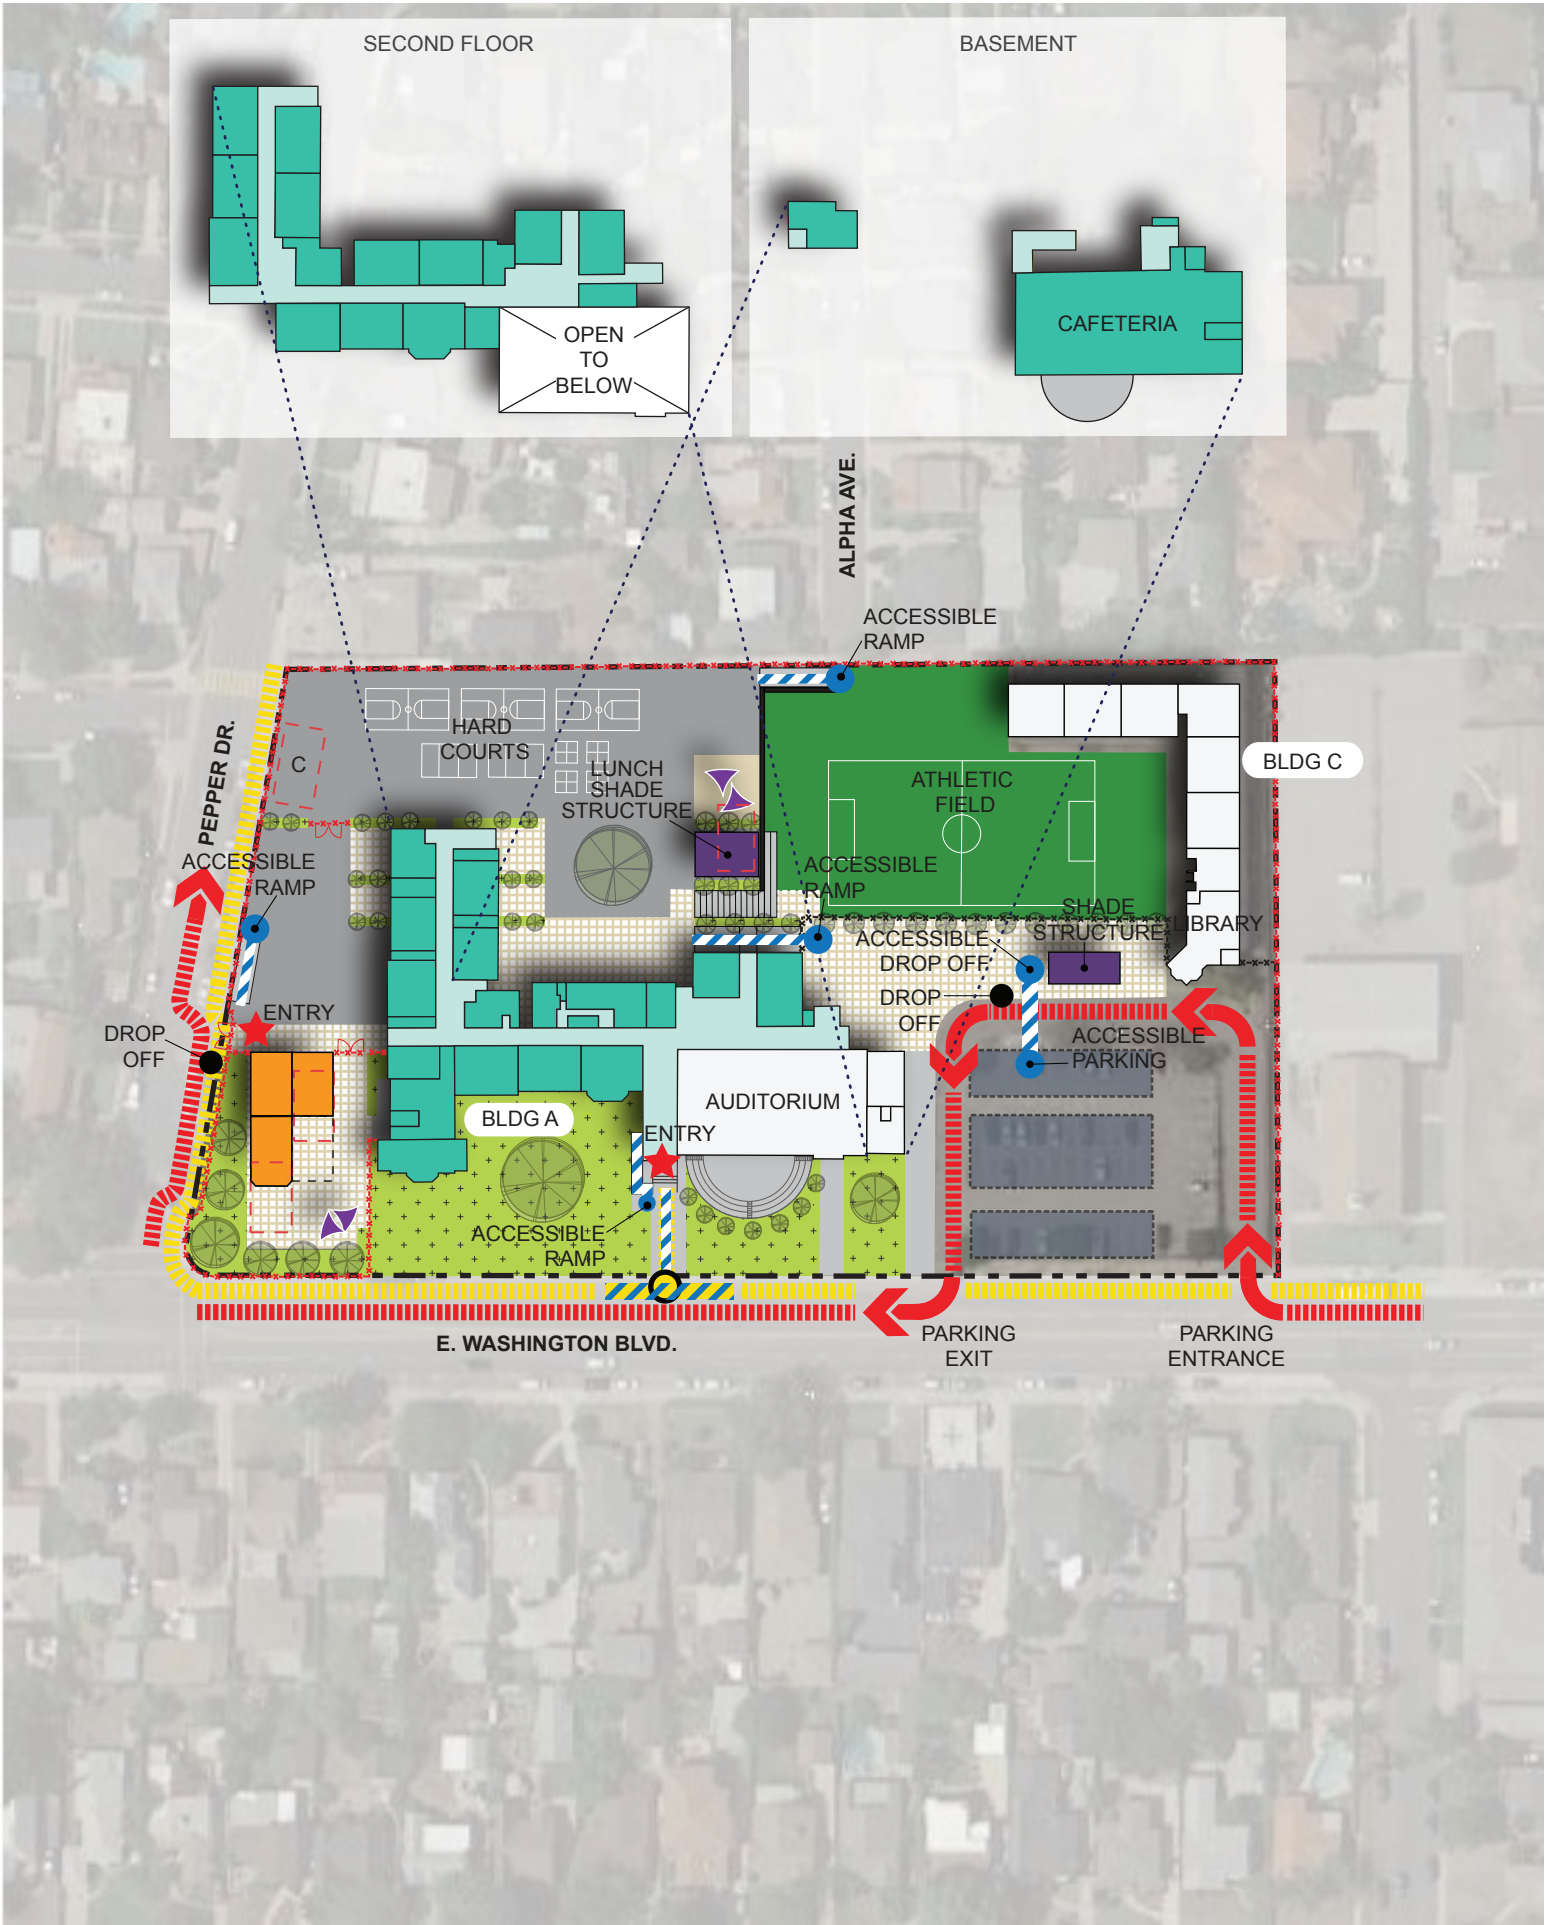 SECOND FLOOR
BASEMENT
OPEN
TO
BELOW
CAFETERIA
ALPHA AVE.
ACCESSIBLE
RAMP
PEPPER DR.
HARD
COURTS
C
LUNCH
SHADE
STRUCTURE
ATHLETIC
FIELD
BLDG C
ACCESSIBLE
RAMP
ACCESSIBLE
RAMP
SHADE
STRUCTURE
LIBRARY
ACCESSIBLE
DROP OFF
DROP
OFF
ENTRY
DROP
OFF
ACCESSIBLE
PARKING
AUDITORIUM
BLDG A
ENTRY
ACCESSIBLE
RAMP
E. WASHINGTON BLVD.
PARKING
EXIT
PARKING
ENTRANCE